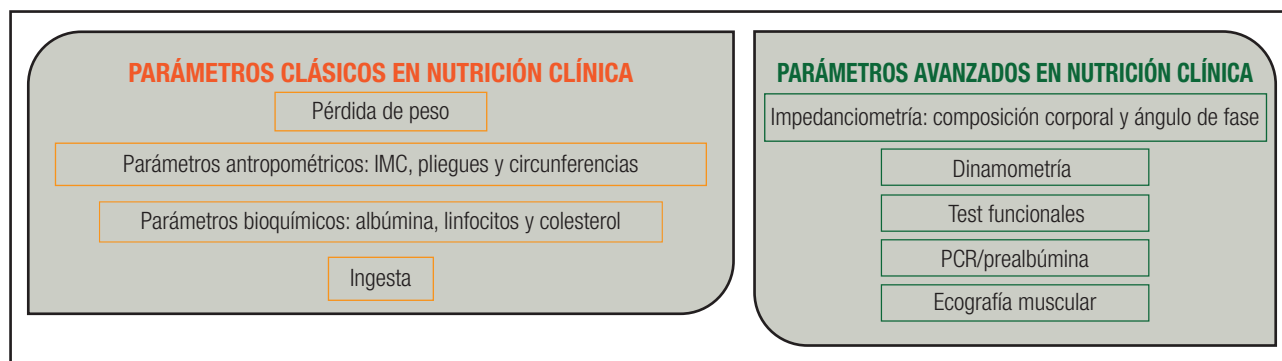 PARÁMETROS CLÁSICOS EN NUTRICIÓN CLÍNICA
Pérdida de peso
Parámetros antropométricos: IMC, pliegues y circunferencias
Parámetros bioquímicos: albúmina, linfocitos y colesterol
Ingesta
PARÁMETROS AVANZADOS EN NUTRICIÓN CLÍNICA
Impedanciometría: composición corporal y ángulo de fase
Dinamometría
Test funcionales
PCR/prealbúmina
Ecografía muscular